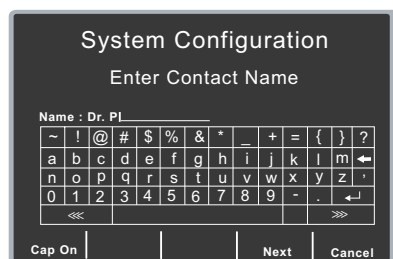 System Configuration
Enter Contact Name
Name : Dr. P
~ ! @ # $ % & * _ + = { } ?
a b c d e f g h i j k l m ←
n o p q r s t u v w x y z '
0 1 2 3 4 5 6 7 8 9 - . ↵
<<< >>>
Cap On Next Cancel